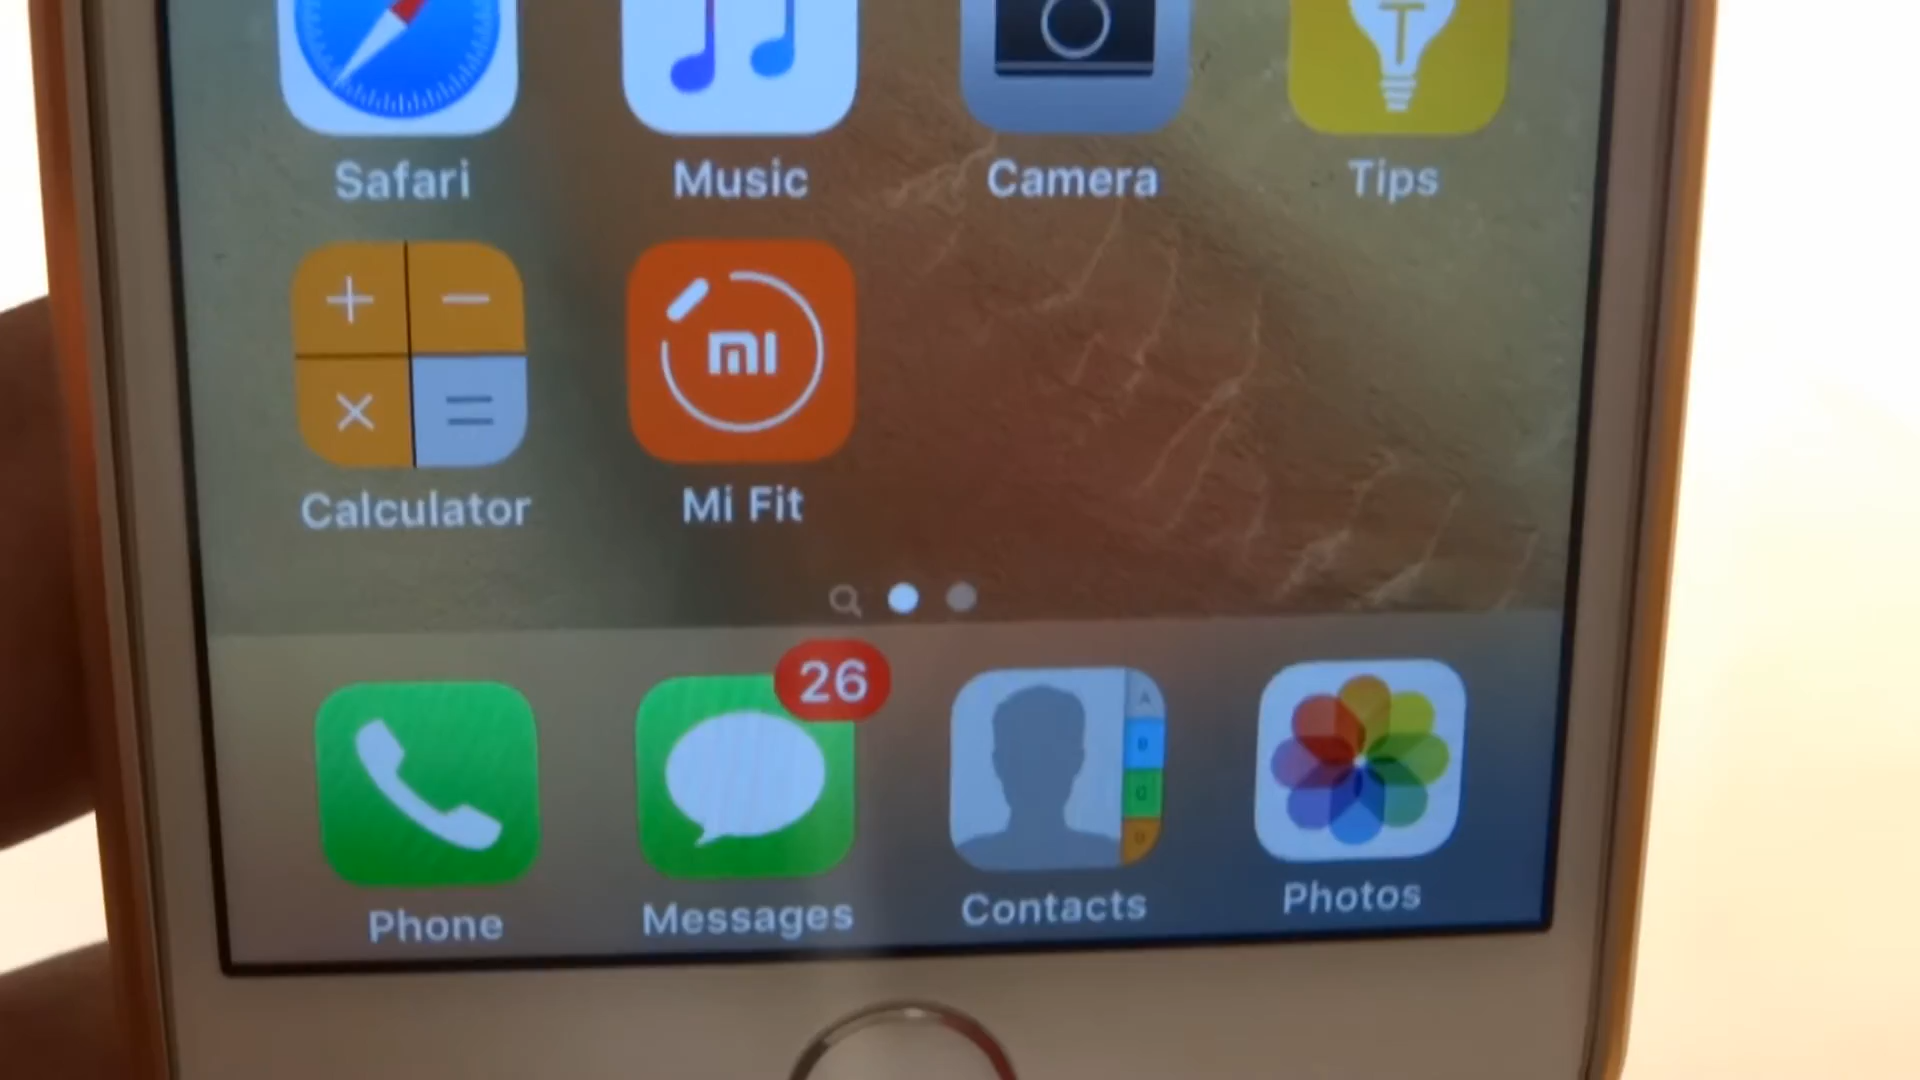 Safari Music Camera Tips
mi
Calculator Mi Fit
26
Phone Messages Contacts Photos